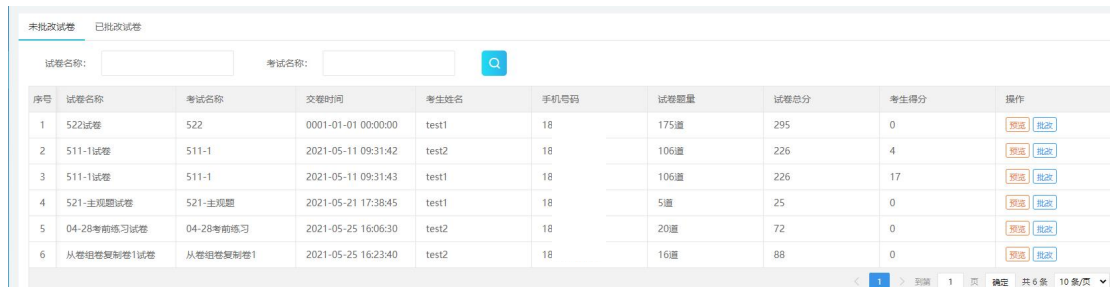 未批改试卷 已批改试卷
试卷名称: 考试名称:
序号 试卷名称 考试名称 交卷时间 考生姓名 手机号码 试卷题量 试卷总分 考生得分 操作
1 522试卷 522 0001-01-01 00:00:00 test1 18 175道 295 0 预览 批改
2 511-1试卷 511-1 2021-05-11 09:31:42 test2 18 106道 226 4 预览 批改
3 511-1试卷 511-1 2021-05-11 09:31:43 test1 18 106道 226 17 预览 批改
4 521-主观题试卷 521-主观题 2021-05-21 17:38:45 test1 18 5道 25 0 预览 批改
5 04-28考前练习试卷 04-28考前练习 2021-05-25 16:06:30 test2 18 20道 72 0 预览 批改
6 从卷组卷复制卷1试卷 从卷组卷复制卷1 2021-05-25 16:23:40 test2 18 16道 88 0 预览 批改
< 1 > 到第 1 页 确定 共 6 条 10 条/页